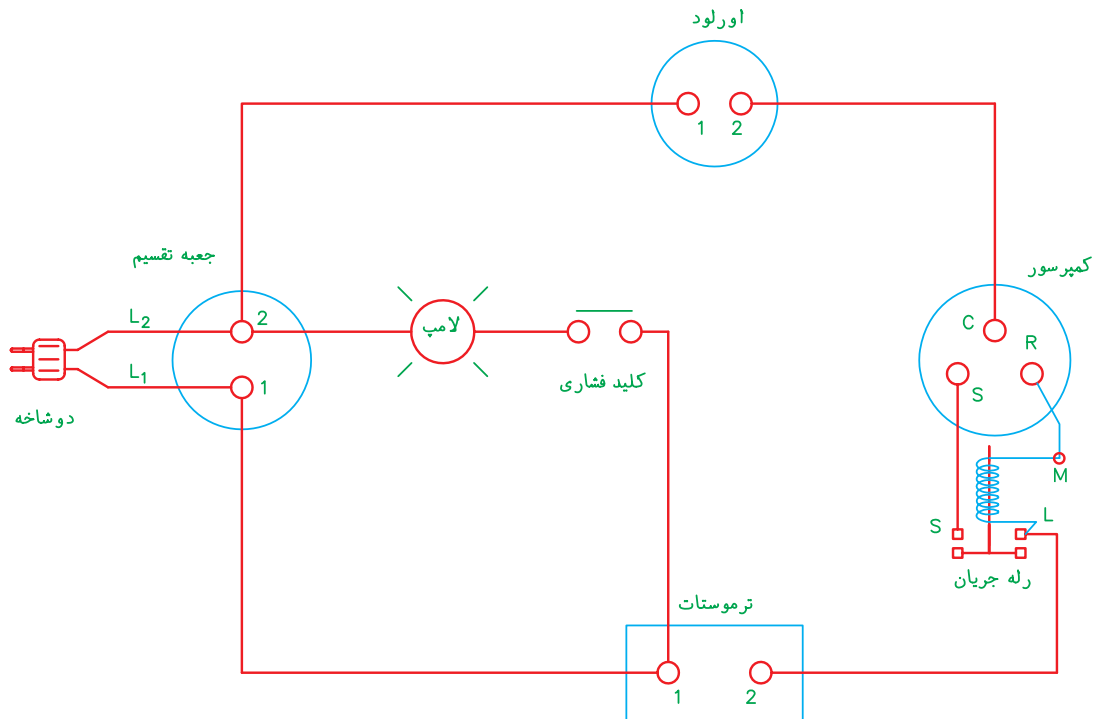 اورلود
1 2
جعبه تقسیم
کمپرسور
L2
2
لامپ
C
R
L1
1
کلید فشاری
S
دوشاخه
M
S
L
رله جریان
ترموستات
1 2